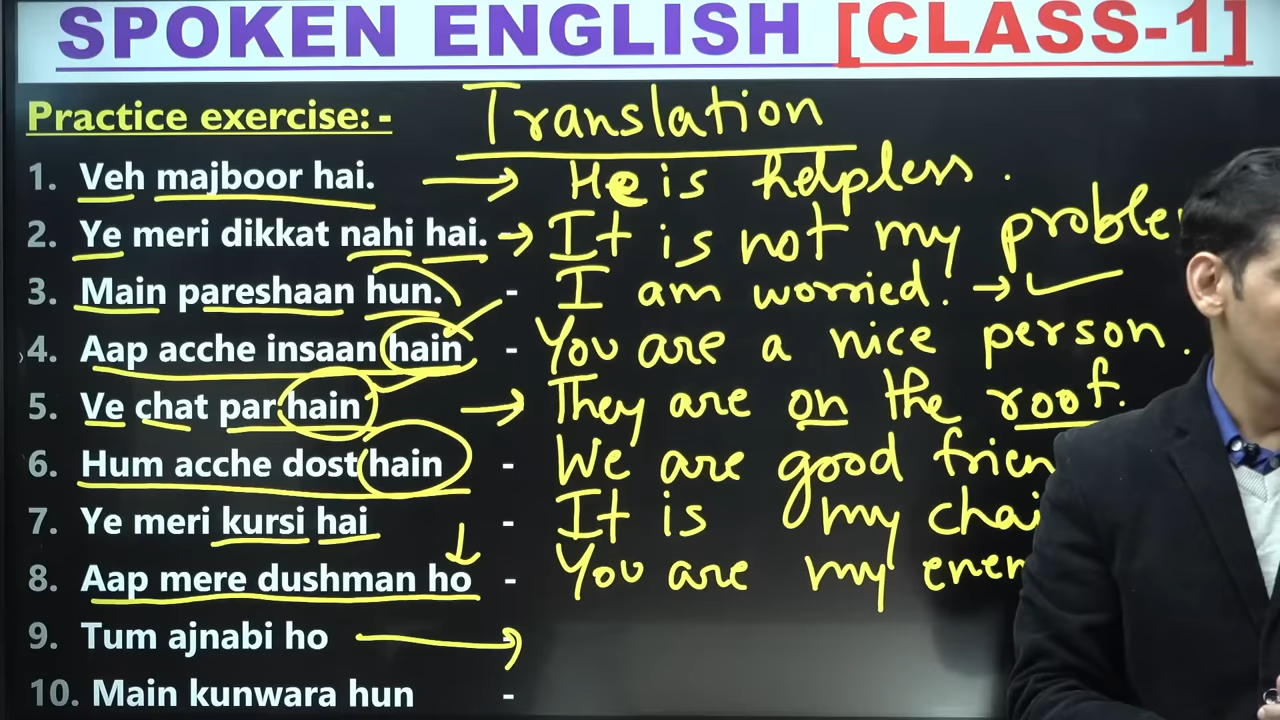 SPOKEN ENGLISH [CLASS-1]
Practice exercise: - Translation
1. Veh majboor hai. → He is helpless.
2. Ye meri dikkat nahi hai. → It is not my
3. Main pareshaan hun. - I am worried. → ✓
4. Aap acche insaan hain - You are a nice person.
5. Ve chat par hain → They are on the roof.
6. Hum acche dost hain - We are good
7. Ye meri kursi hai - It is my
8. Aap mere dushman ho - You are my
9. Tum ajnabi ho →
10. Main kunwara hun -